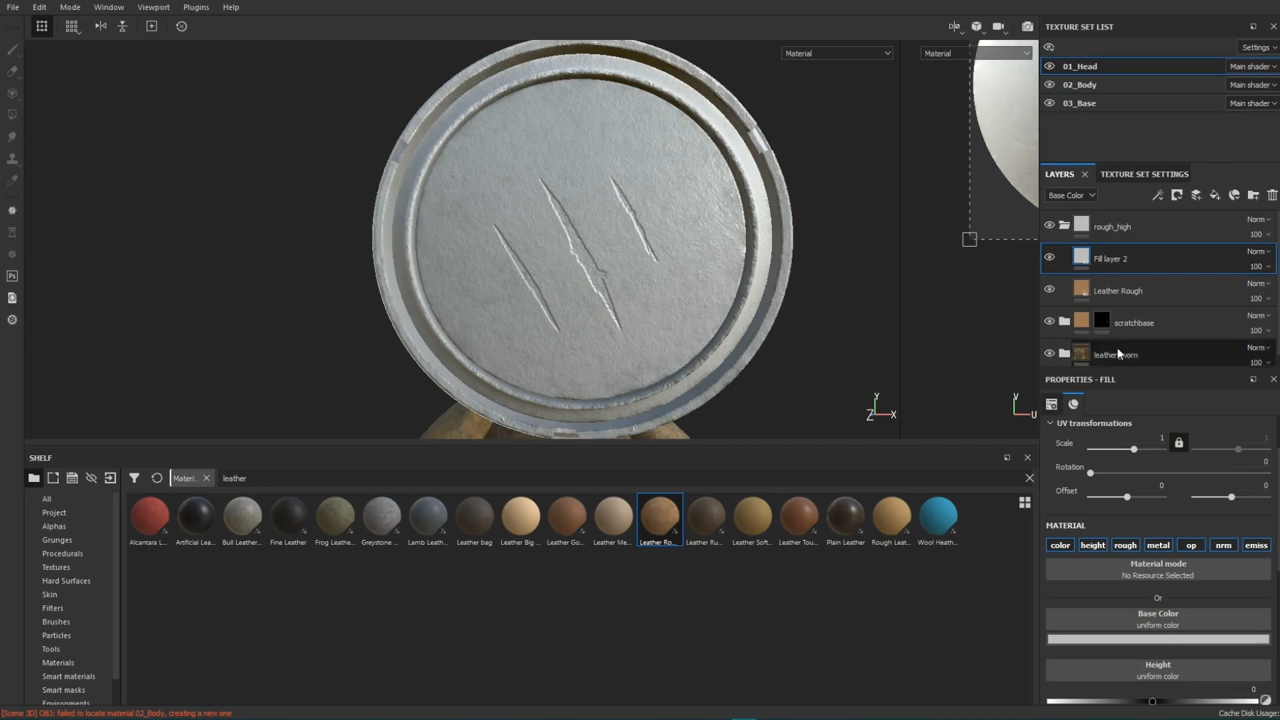 File Edit Mode Window Viewport Plugins Help
Material
Material
TEXTURE SET LIST
Settings
01_Head Main shader
02_Body Main shader
03_Base Main shader
LAYERS TEXTURE SET SETTINGS
Base Color
rough_high Norm 100
Fill layer 2 Norm 100
Leather Rough Norm 100
scratchbase Norm 100
Norm 100
PROPERTIES - FILL
UV transformations
Scale 1 1
Rotation 0
Offset 0 0
MATERIAL
color height rough metal op nrm emiss
Material mode
No Resource Selected
Or
Base Color
uniform color
Height
uniform color
0
Y
Z X
V
U
SHELF
Materi... leather
All
Project
Alphas
Grunges
Procedurals
Textures
Hard Surfaces
Skin
Filters
Brushes
Particles
Tools
Materials
Smart materials
Smart masks
Environments
Alcantara L... Artificial Lea... Bull Leather... Fine Leather Frog Leathe... Greystone ... Lamb Leath... Leather bag Leather Big ... Leather Go... Leather Me... Leather Ro... Leather Ru... Leather Soft... Leather Tou... Plain Leather Rough Leat... Wool Heath...
[Scene 3D] OBJ: failed to locate material 02_Body, creating a new one
Cache Disk Usage: